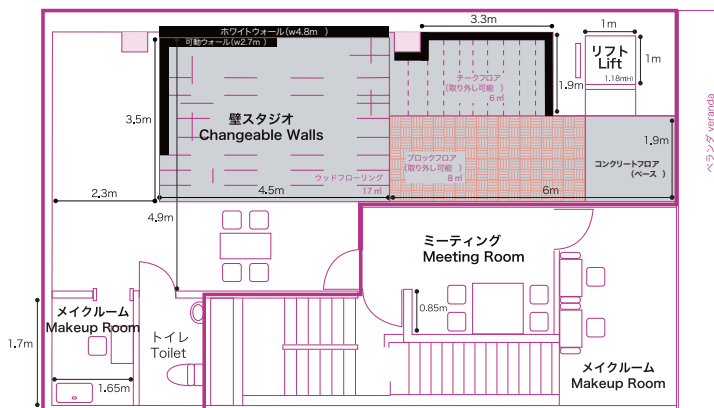 ホワイトウォール(w4.8m )
可動ウォール(w2.7m )
3.3m
1m
リフト
Lift
1m
1.18m(H)
チークフロア
(取り外し可能 )
6㎡
1.9m
3.5m
壁スタジオ
Changeable Walls
ブロックフロア
(取り外し可能 )
8㎡
1.9m
コンクリートフロア
(ベース )
ベランダ veranda
ウッドフローリング
17㎡
2.3m
4.5m
6m
4.9m
ミーティング
Meeting Room
メイクルーム
Makeup Room
0.85m
トイレ
Toilet
1.7m
1.65m
メイクルーム
Makeup Room